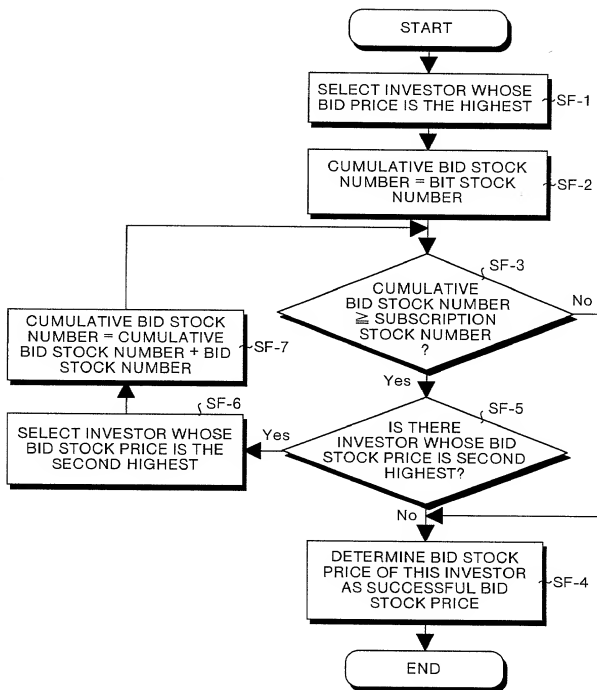 START
SELECT INVESTOR WHOSE
BID PRICE IS THE HIGHEST
SF-1
CUMULATIVE BID STOCK
NUMBER = BIT STOCK
NUMBER
SF-2
SF-3
CUMULATIVE
BID STOCK NUMBER
≧ SUBSCRIPTION
STOCK NUMBER
?
No
Yes
CUMULATIVE BID STOCK
NUMBER = CUMULATIVE
BID STOCK NUMBER + BID
STOCK NUMBER
SF-7
SF-6
SELECT INVESTOR WHOSE
BID STOCK PRICE IS THE
SECOND HIGHEST
Yes
SF-5
IS THERE
INVESTOR WHOSE BID
STOCK PRICE IS SECOND
HIGHEST?
No
DETERMINE BID STOCK
PRICE OF THIS INVESTOR
AS SUCCESSFUL BID
STOCK PRICE
SF-4
END